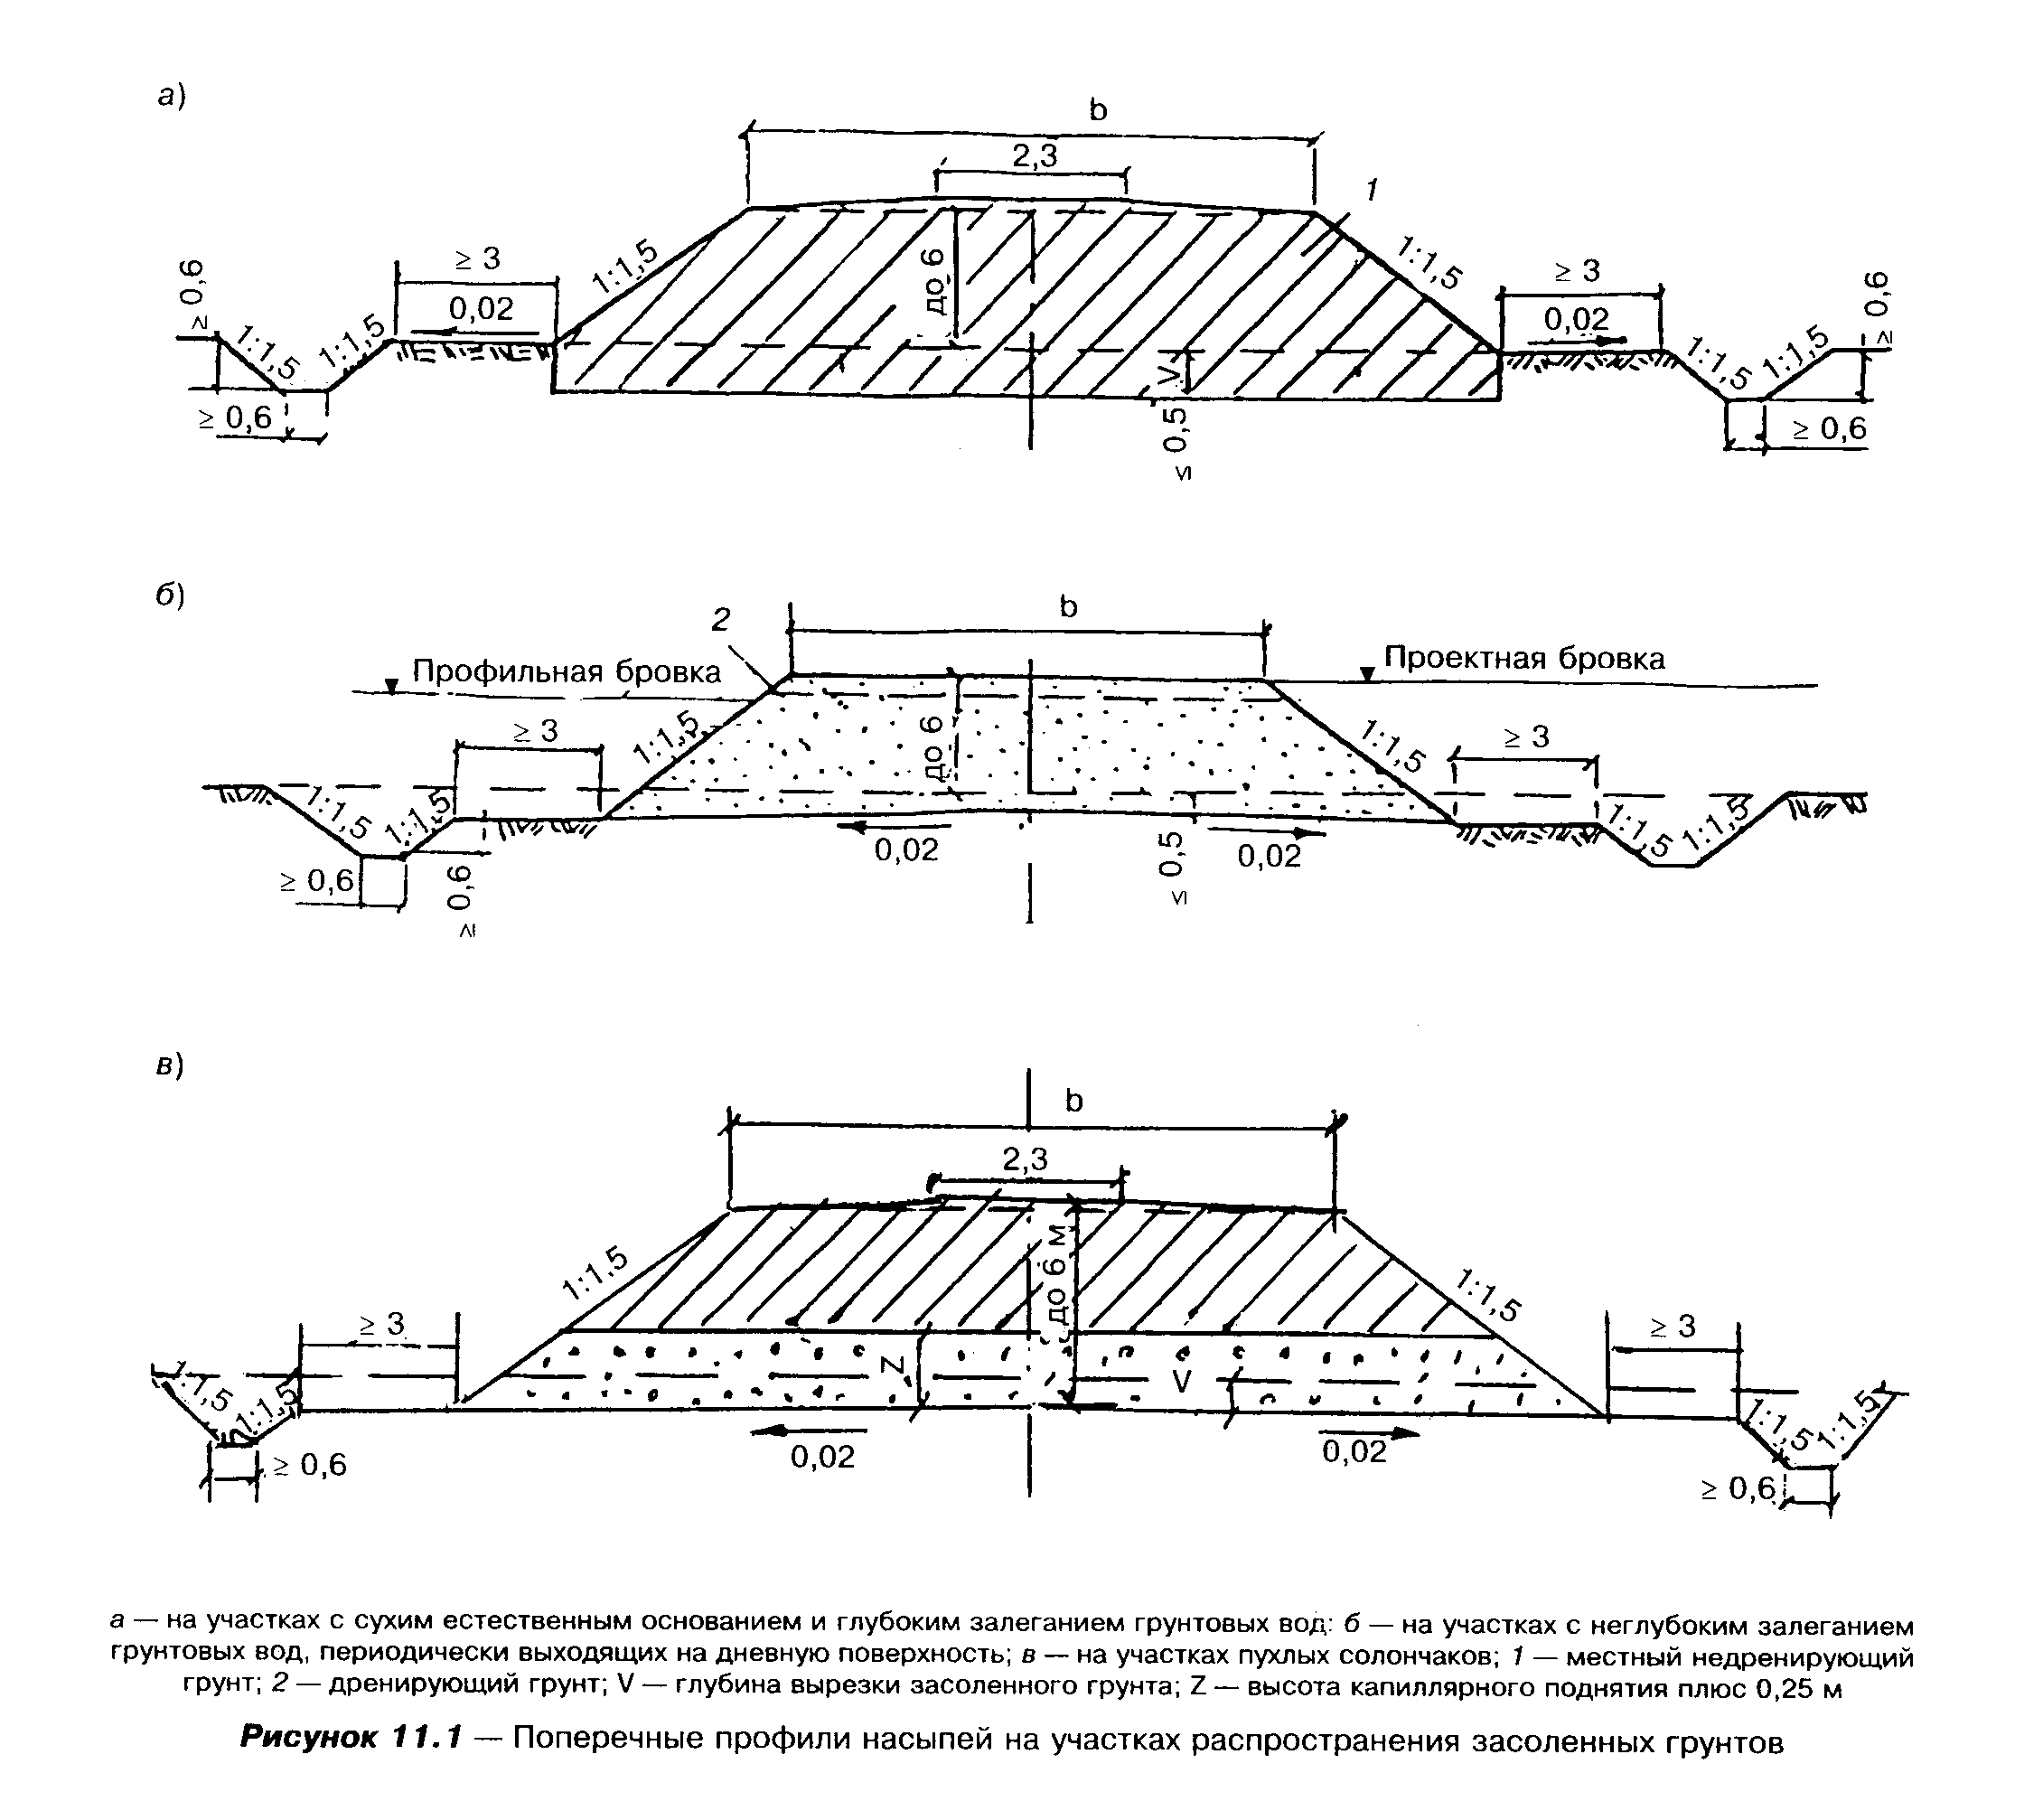 а)
b
2,3
1
≥ 0,6
≥ 3
1:1,5
до 6
1:1,5
≥ 3
≥ 0,6
1:1,5
1:1,5
0,02
0,02
1:1,5
1:1,5
≥ 0,6
V
≤ 0,5
≥ 0,6
б)
2
b
Профильная бровка
Проектная бровка
≥ 3
1:1,5
до 6
1:1,5
≥ 3
1:1,5
1:1,5
1:1,5
1:1,5
≥ 0,6
≥ 0,6
0,02
≤ 0,5
0,02
в)
b
2,3
1:1,5
до 6 м
1:1,5
≥ 3
≥ 3
1:1,5
1:1,5
Z
V
1:1,5
1:1,5
≥ 0,6
0,02
0,02
≥ 0,6
а — на участках с сухим естественным основанием и глубоким залеганием грунтовых вод: б — на участках с неглубоким залеганием
грунтовых вод, периодически выходящих на дневную поверхность; в — на участках пухлых солончаков; 1 — местный недренирующий
грунт; 2 — дренирующий грунт; V — глубина вырезки засоленного грунта; Z — высота капиллярного поднятия плюс 0,25 м
Рисунок 11.1 — Поперечные профили насыпей на участках распространения засоленных грунтов